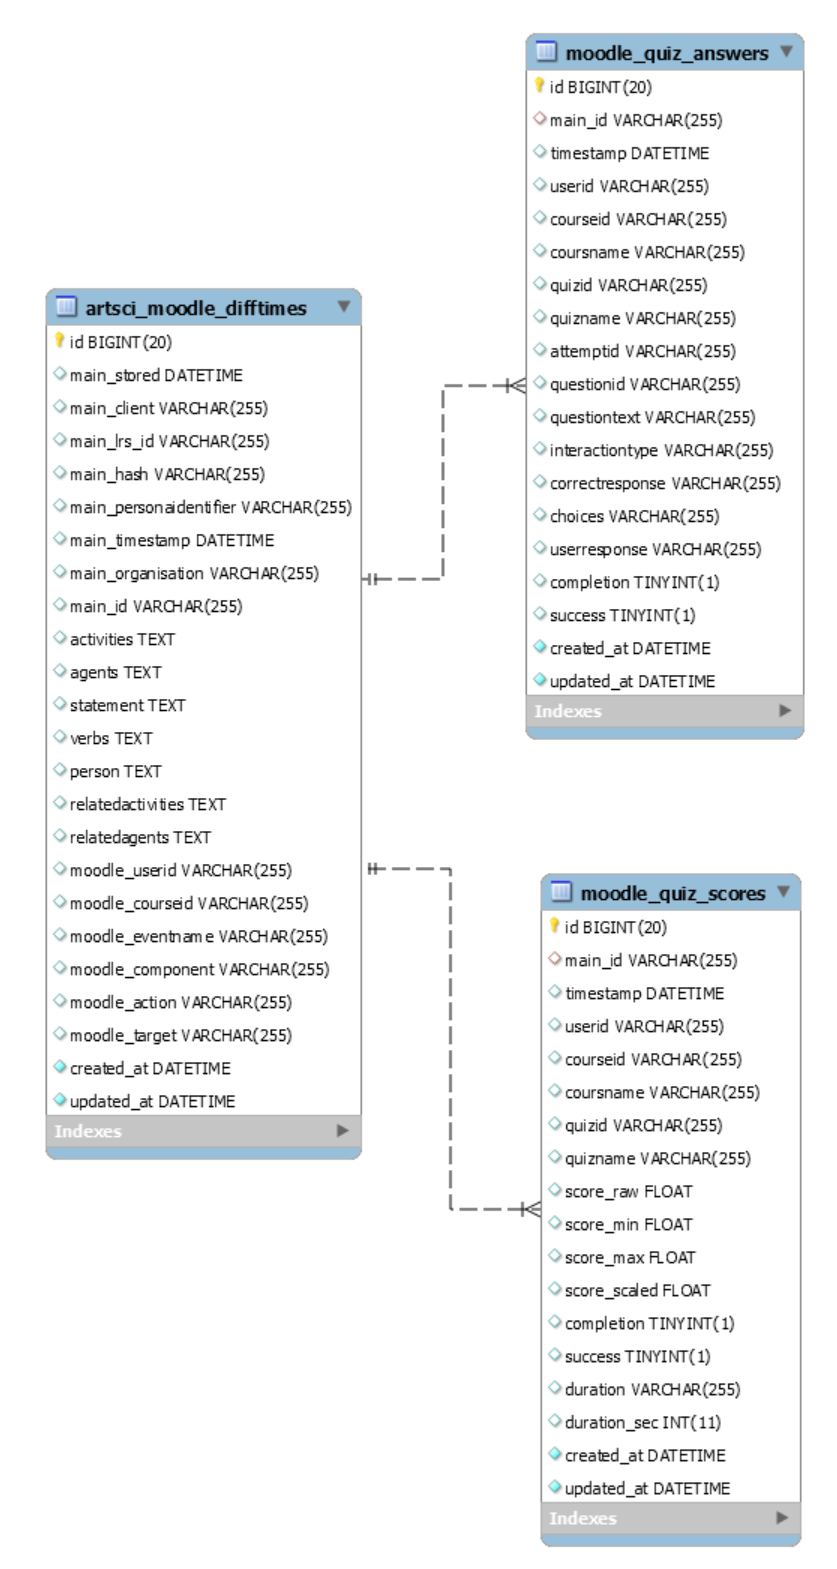 moodle_quiz_answers
id BIGINT(20)
main_id VARCHAR(255)
timestamp DATETIME
userid VARCHAR(255)
courseid VARCHAR(255)
coursname VARCHAR(255)
quizid VARCHAR(255)
quizname VARCHAR(255)
attemptid VARCHAR(255)
questionid VARCHAR(255)
questiontext VARCHAR(255)
interactiontype VARCHAR(255)
correctresponse VARCHAR(255)
choices VARCHAR(255)
userresponse VARCHAR(255)
completion TINYINT(1)
success TINYINT(1)
created_at DATETIME
updated_at DATETIME
Indexes
artsci_moodle_difftimes
id BIGINT(20)
main_stored DATETIME
main_client VARCHAR(255)
main_lrs_id VARCHAR(255)
main_hash VARCHAR(255)
main_personaidentifier VARCHAR(255)
main_timestamp DATETIME
main_organisation VARCHAR(255)
main_id VARCHAR(255)
activities TEXT
agents TEXT
statement TEXT
verbs TEXT
person TEXT
relatedactivities TEXT
relatedagents TEXT
moodle_userid VARCHAR(255)
moodle_courseid VARCHAR(255)
moodle_eventname VARCHAR(255)
moodle_component VARCHAR(255)
moodle_action VARCHAR(255)
moodle_target VARCHAR(255)
created_at DATETIME
updated_at DATETIME
Indexes
moodle_quiz_scores
id BIGINT(20)
main_id VARCHAR(255)
timestamp DATETIME
userid VARCHAR(255)
courseid VARCHAR(255)
coursname VARCHAR(255)
quizid VARCHAR(255)
quizname VARCHAR(255)
score_raw FLOAT
score_min FLOAT
score_max FLOAT
score_scaled FLOAT
completion TINYINT(1)
success TINYINT(1)
duration VARCHAR(255)
duration_sec INT(11)
created_at DATETIME
updated_at DATETIME
Indexes